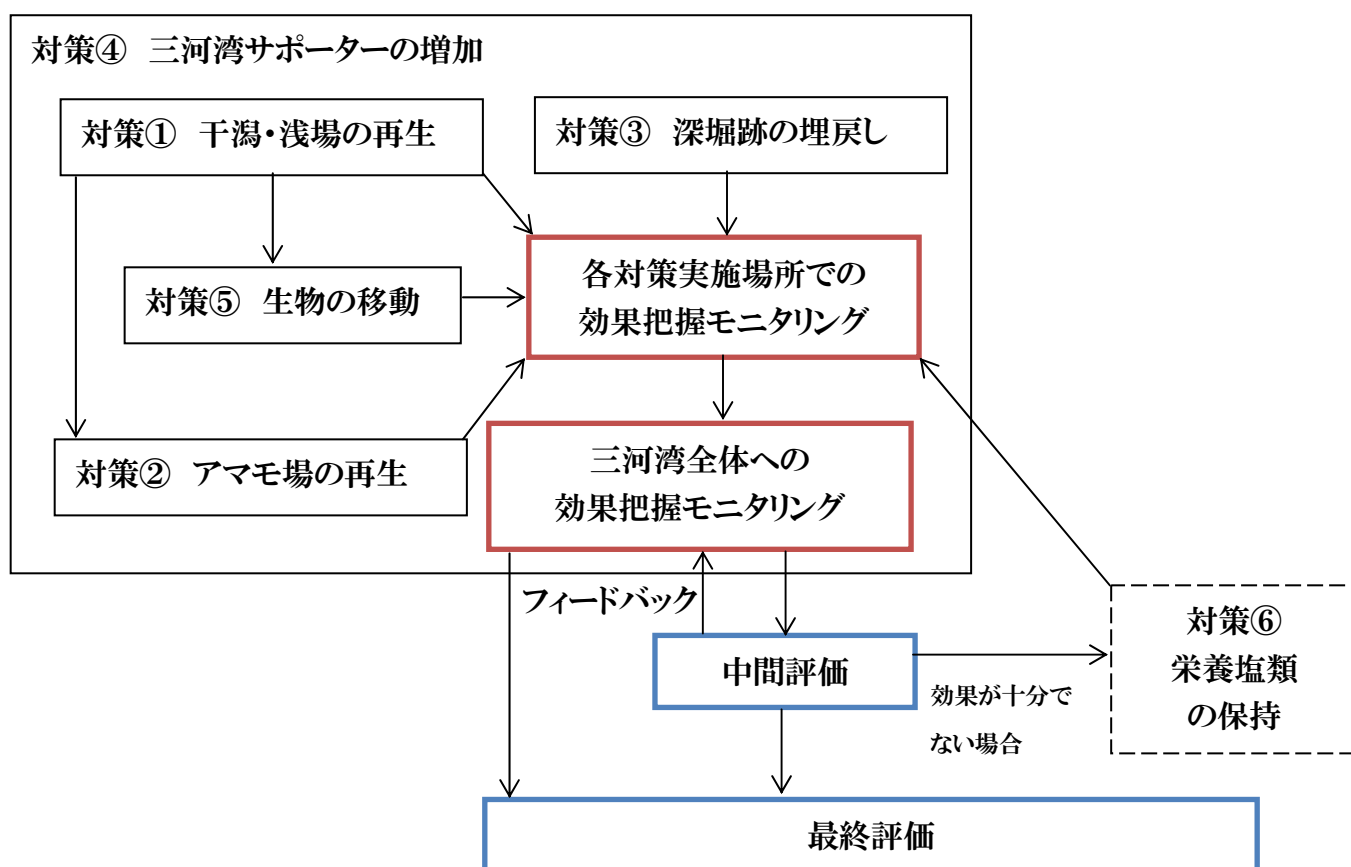 対策④ 三河湾サポーターの増加
対策① 干潟・浅場の再生
対策③ 深堀跡の埋戻し
各対策実施場所での
効果把握モニタリング
対策⑤ 生物の移動
対策② アマモ場の再生
三河湾全体への
効果把握モニタリング
フィードバック
中間評価
効果が十分で
ない場合
対策⑥
栄養塩類
の保持
最終評価